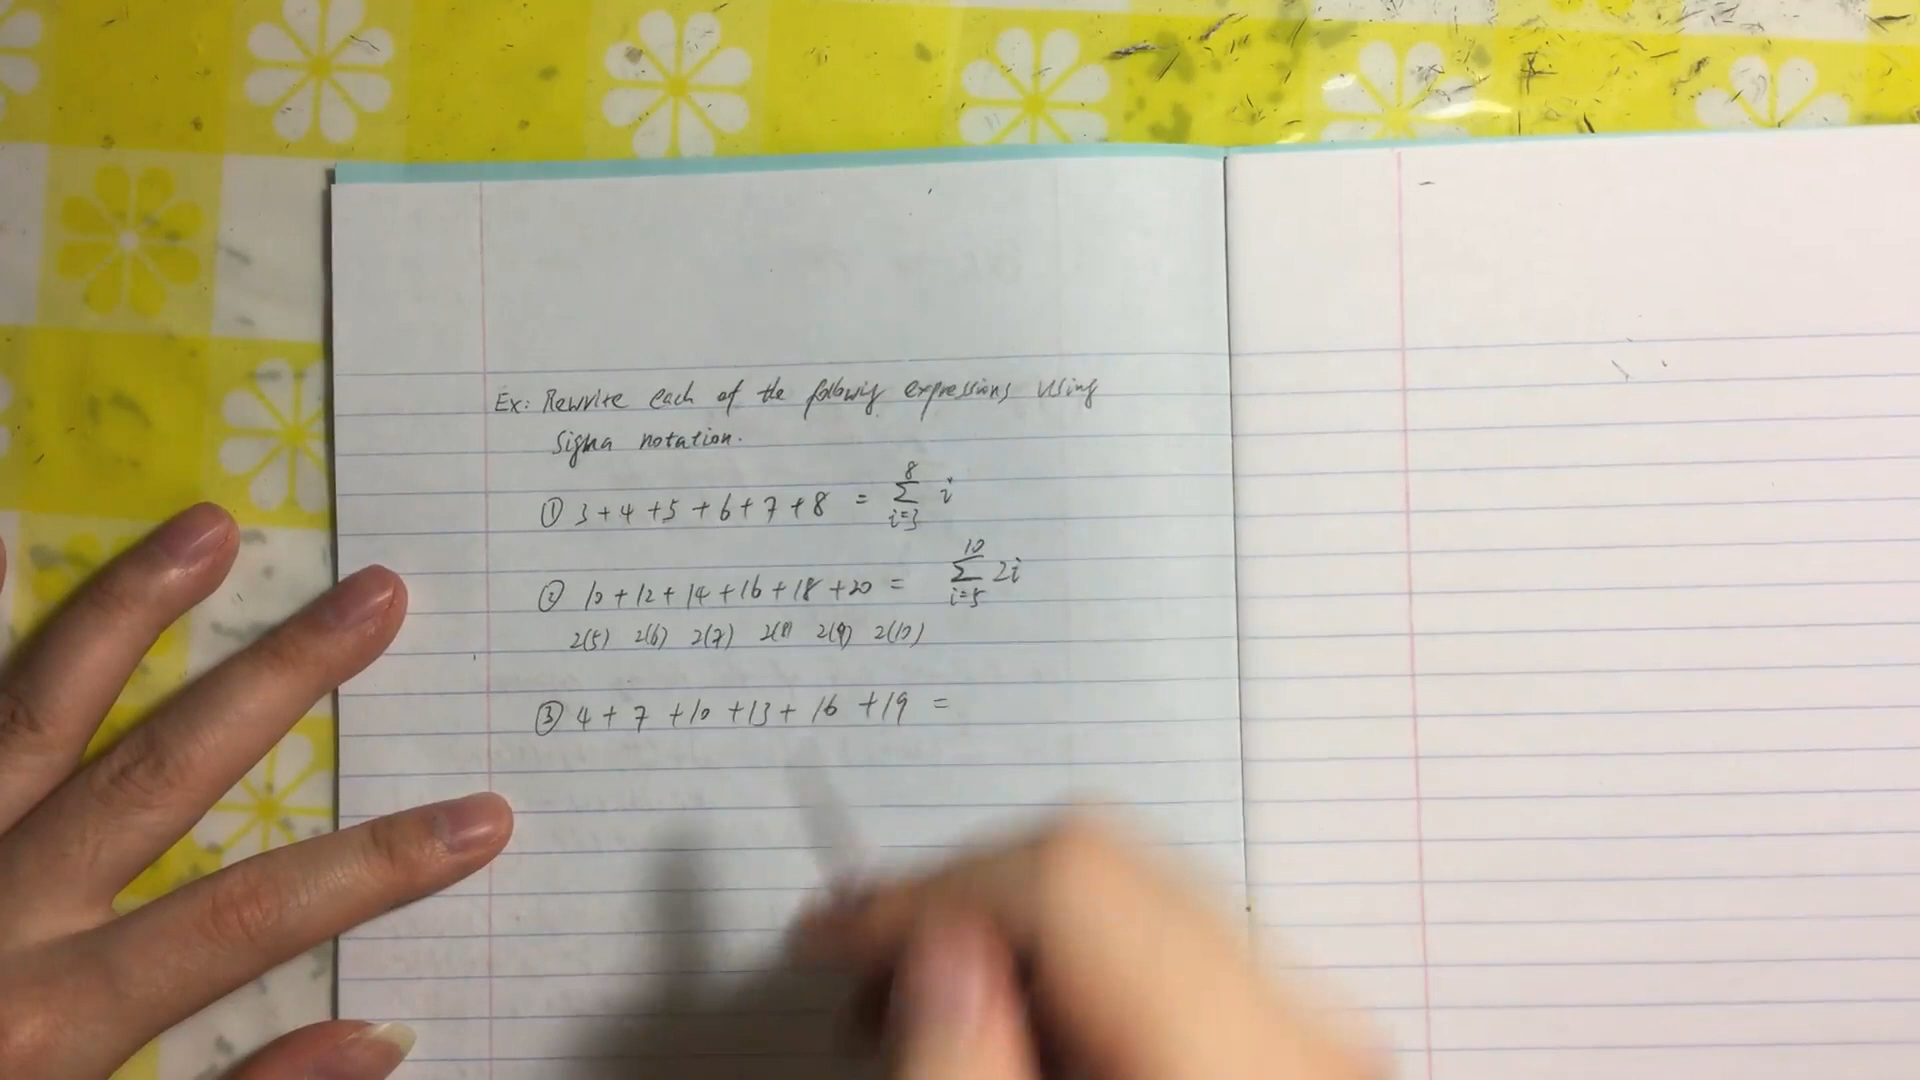 Ex: Rewrite each of the following expressions using
Sigma notation.
① 3+4+5+6+7+8 = 8 ∑ i=3 i
② 10+12+14+16+18+20 = 10 ∑ i=5 2i
2(5) 2(6) 2(7) 2(8) 2(9) 2(10)
③ 4+7+10+13+16+19 =